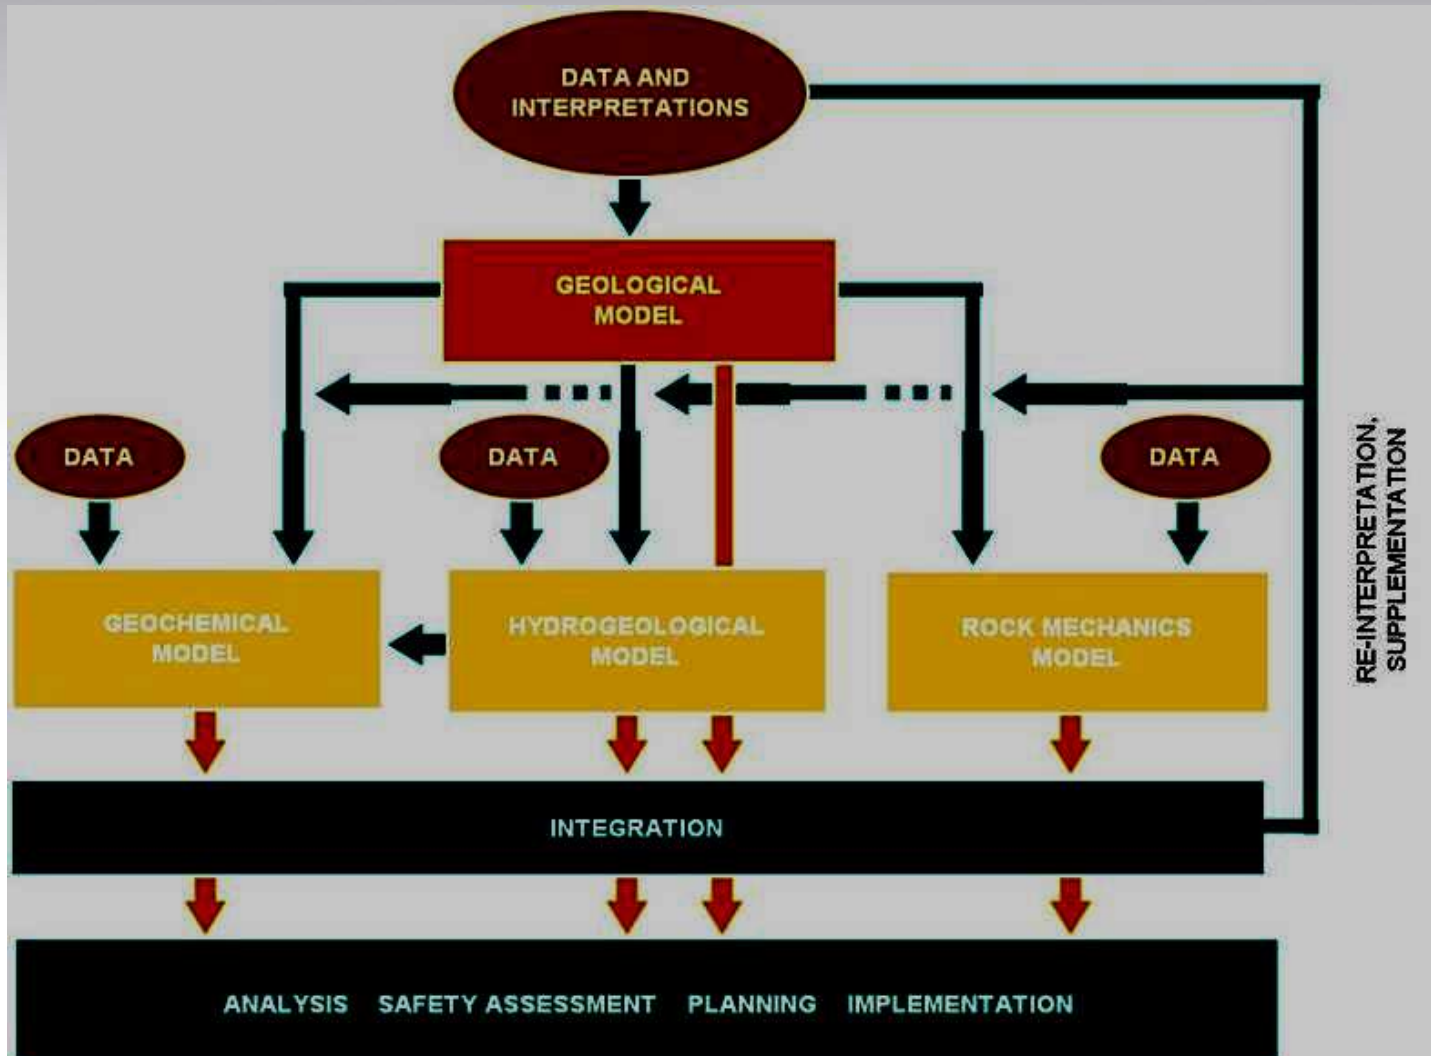 DATA AND
INTERPRETATIONS
GEOLOGICAL
MODEL
DATA
DATA
DATA
GEOCHEMICAL
MODEL
HYDROGEOLOGICAL
MODEL
ROCK MECHANICS
MODEL
RE-INTERPRETATION,
SUPPLEMENTATION
INTEGRATION
ANALYSIS SAFETY ASSESSMENT PLANNING IMPLEMENTATION